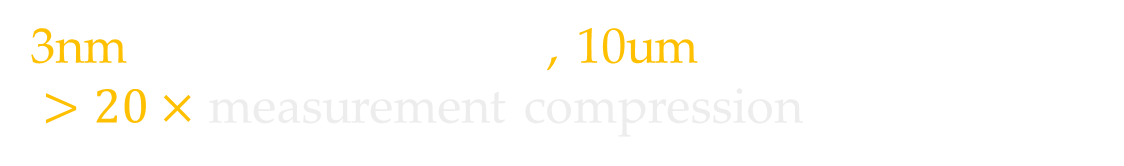 3nm , 10um
> 20 × measurement compression